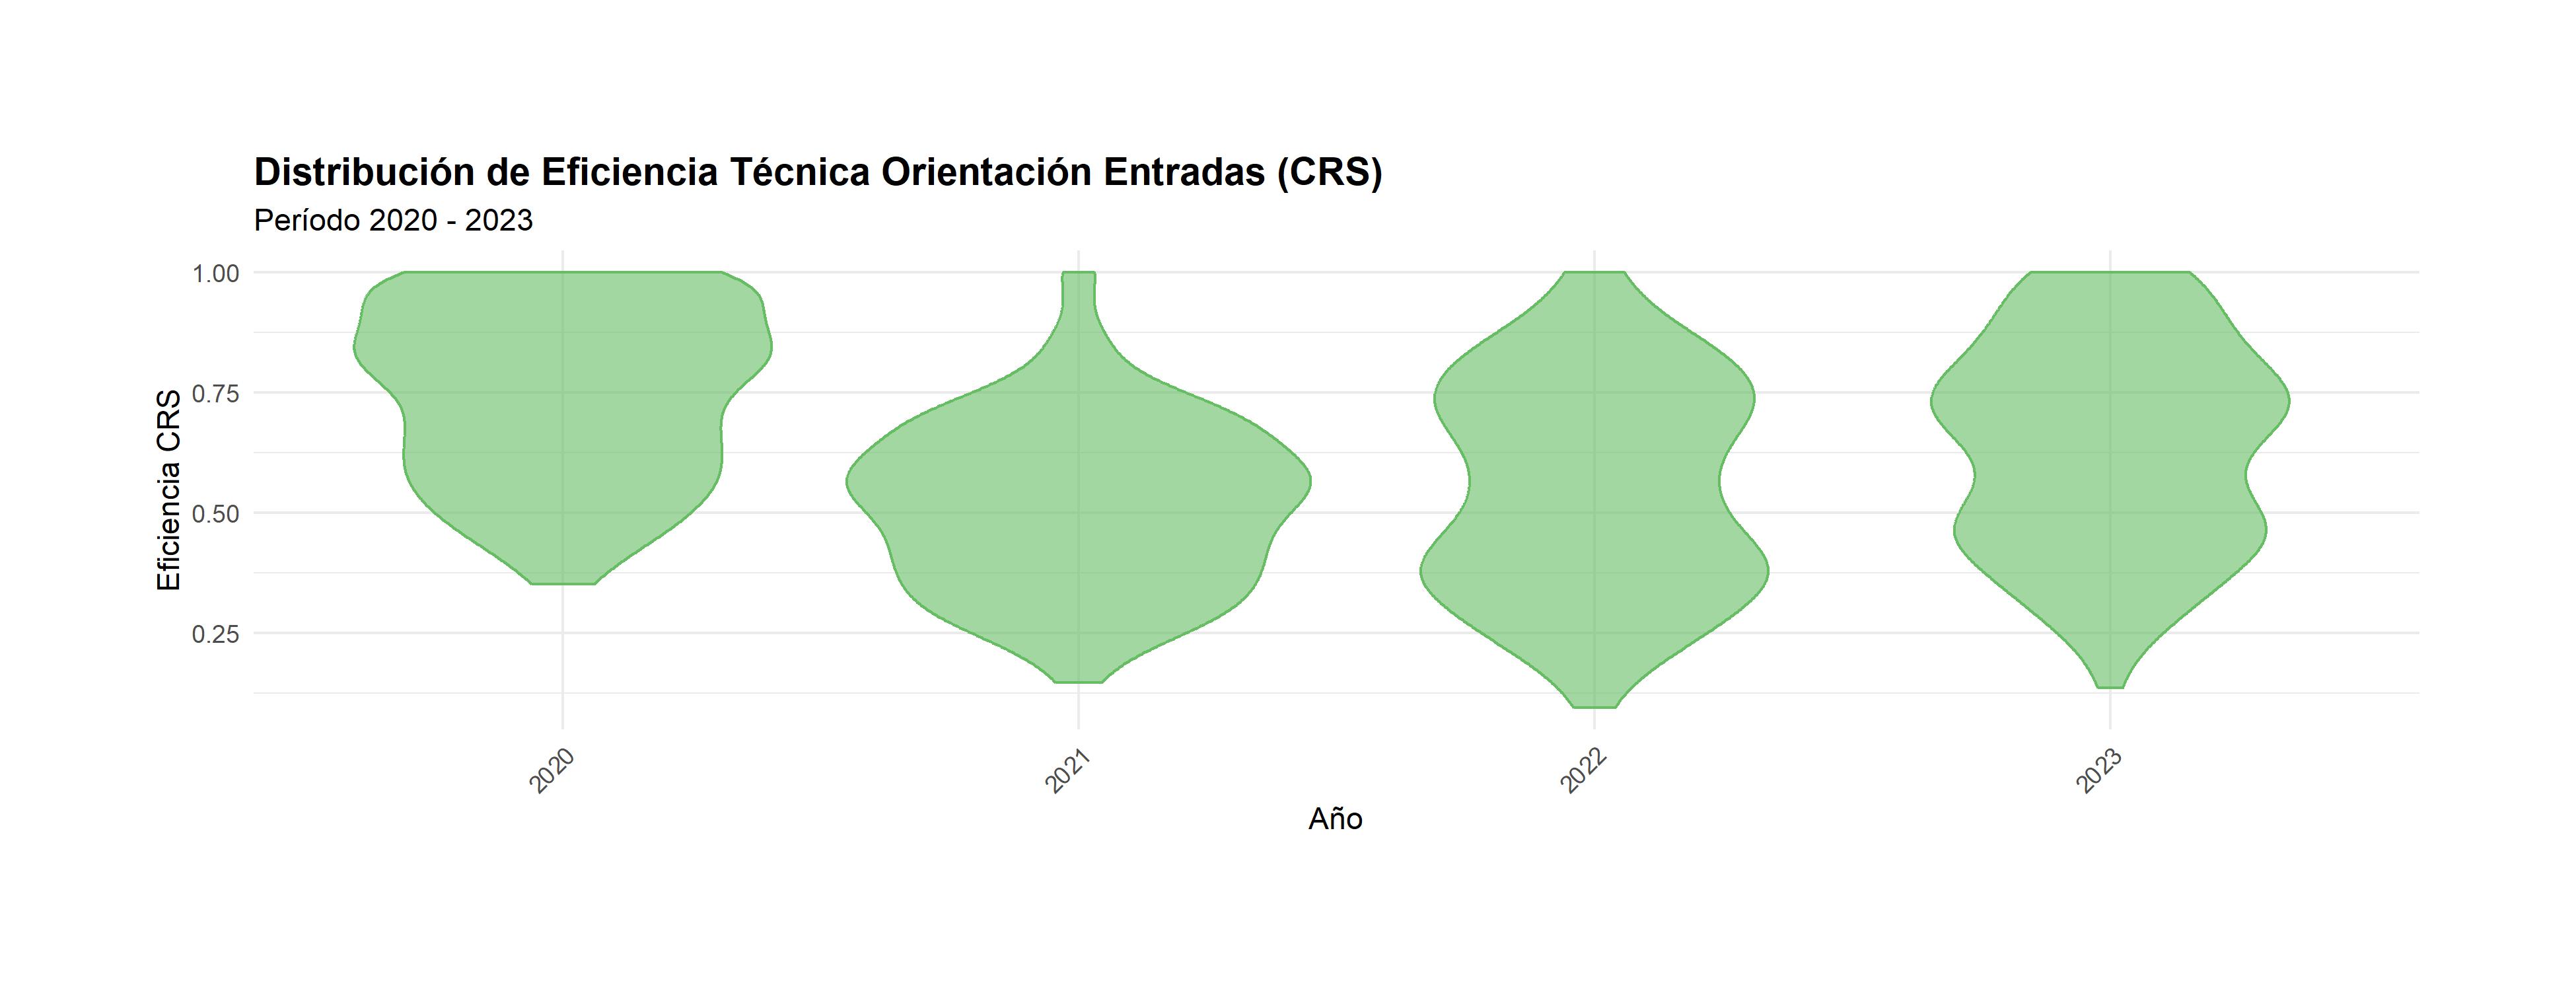 Distribución de Eficiencia Técnica Orientación Entradas (CRS)
Período 2020 - 2023
Eficiencia CRS
1.00
0.75
0.50
0.25
2020
2021
2022
2023
Año